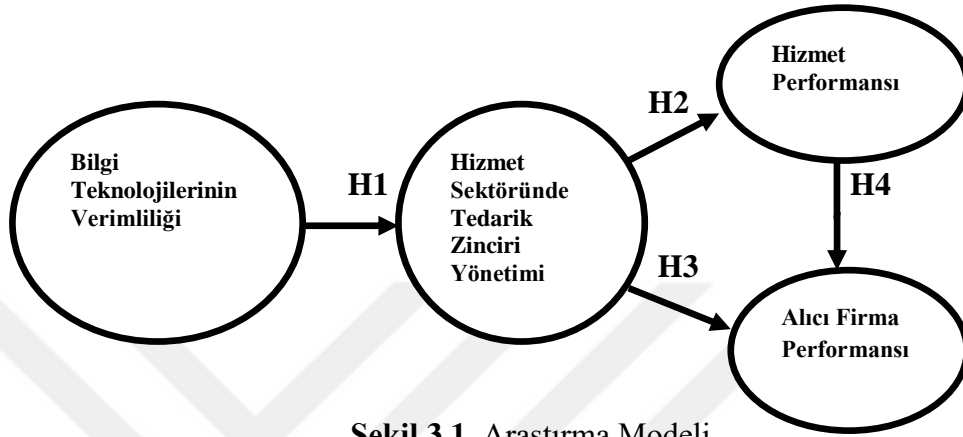 Hizmet
Performansı
H2
Bilgi
Teknolojilerinin
Verimliliği
H1
Hizmet
Sektöründe
Tedarik
Zinciri
Yönetimi
H4
H3
Alıcı Firma
Performansı
Şekil 3.1. Araştırma Modeli